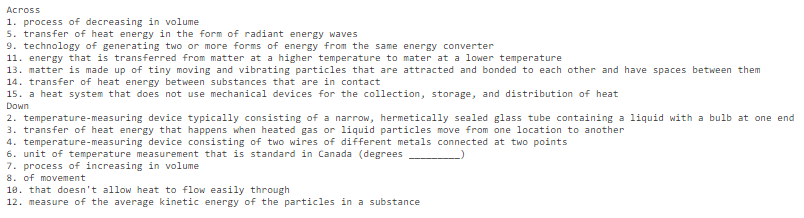 Across
1. process of decreasing in volume
5. transfer of heat energy in the form of radiant energy waves
9. technology of generating two or more forms of energy from the same energy converter
11. energy that is transferred from matter at a higher temperature to mater at a lower temperature
13. matter is made up of tiny moving and vibrating particles that are attracted and bonded to each other and have spaces between them
14. transfer of heat energy between substances that are in contact
15. a heat system that does not use mechanical devices for the collection, storage, and distribution of heat
Down
2. temperature-measuring device typically consisting of a narrow, hermetically sealed glass tube containing a liquid with a bulb at one end
3. transfer of heat energy that happens when heated gas or liquid particles move from one location to another
4. temperature-measuring device consisting of two wires of different metals connected at two points
6. unit of temperature measurement that is standard in Canada (degrees _________)
7. process of increasing in volume
8. of movement
10. that doesn't allow heat to flow easily through
12. measure of the average kinetic energy of the particles in a substance